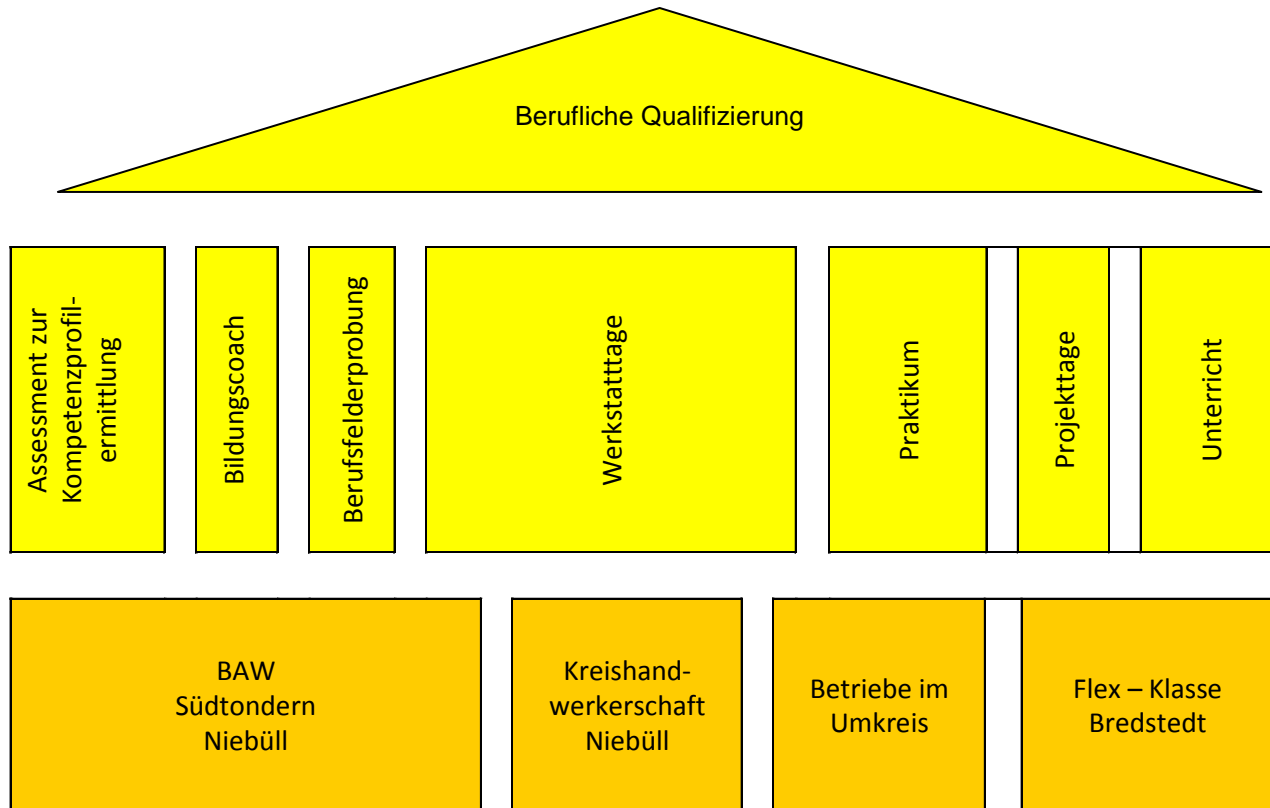 Berufliche Qualifizierung
Assessment zur
Kompetenzprofil-
ermittlung
Bildungscoach
Berufsfelderprobung
Werkstatttage
Praktikum
Projekttage
Unterricht
BAW
Südtondern
Niebüll
Kreishand-
werkerschaft
Niebüll
Betriebe im
Umkreis
Flex – Klasse
Bredstedt